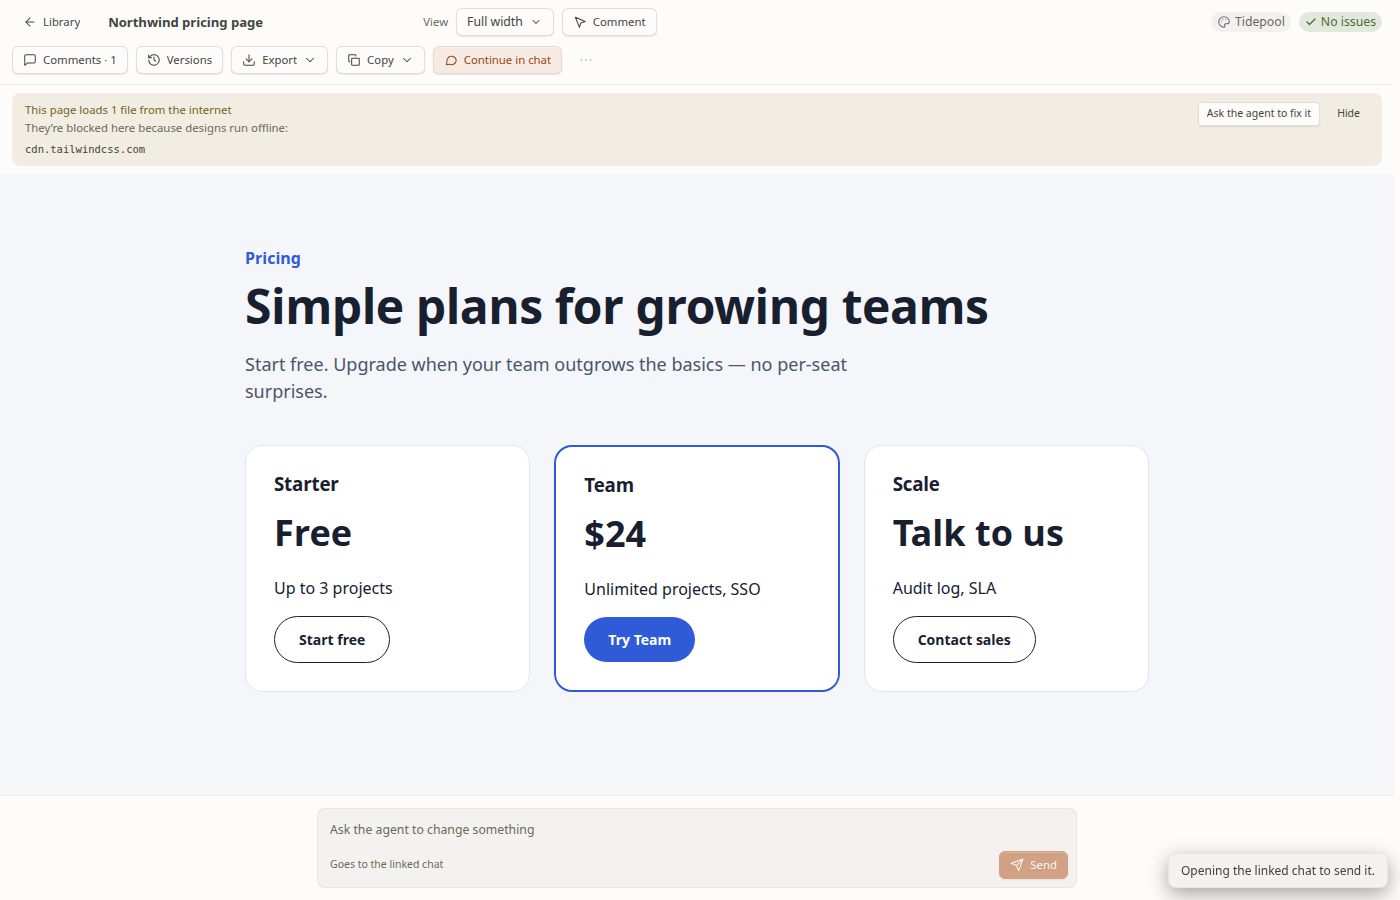 Library
Northwind pricing page
View
Full width
Comment
Tidepool
No issues
Comments · 1
Versions
Export
Copy
Continue in chat
···
This page loads 1 file from the internet
They're blocked here because designs run offline:
cdn.tailwindcss.com
Ask the agent to fix it
Hide
Pricing
Simple plans for growing teams
Start free. Upgrade when your team outgrows the basics — no per-seat
surprises.
Starter
Free
Up to 3 projects
Start free
Team
$24
Unlimited projects, SSO
Try Team
Scale
Talk to us
Audit log, SLA
Contact sales
Ask the agent to change something
Goes to the linked chat
Send
Opening the linked chat to send it.